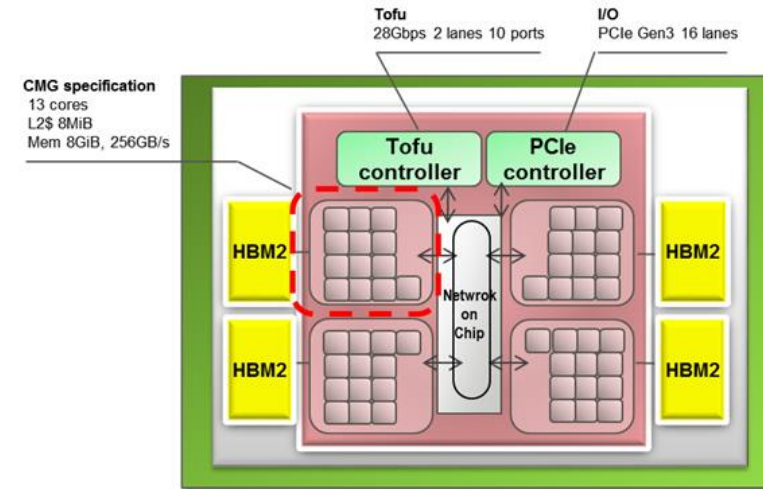 Tofu
28Gbps 2 lanes 10 ports
I/O
PCIe Gen3 16 lanes
CMG specification
13 cores
L2$ 8MiB
Mem 8GiB, 256GB/s
Tofu
controller
PCIe
controller
HBM2
HBM2
Netwrok
on
Chip
HBM2
HBM2